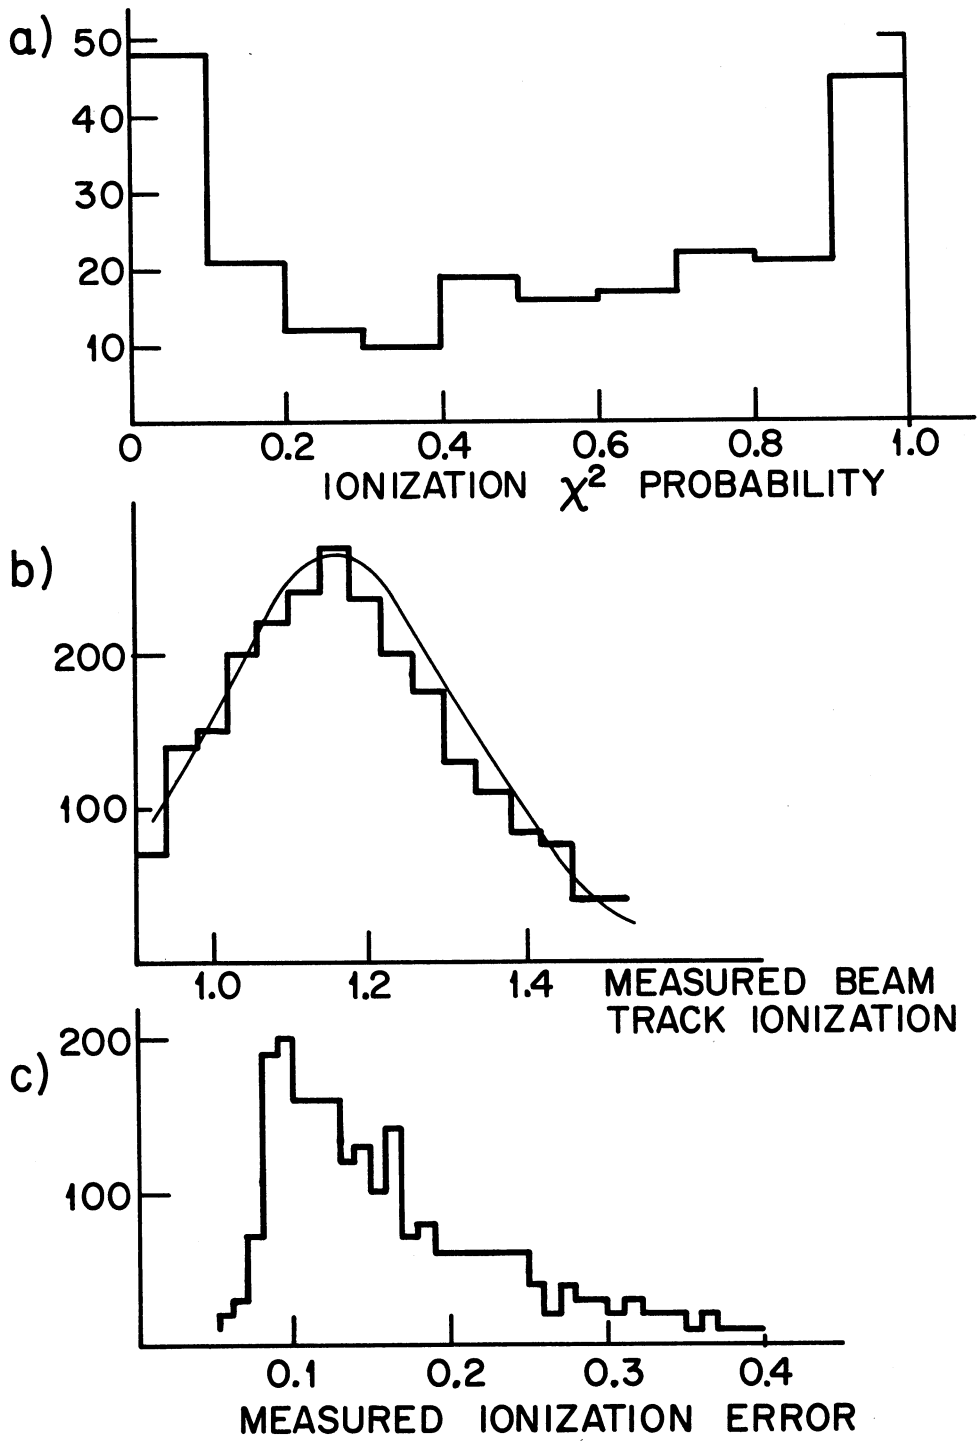 a)
50
40
30
20
10
0 0.2 0.4 0.6 0.8 1.0
IONIZATION χ² PROBABILITY
b)
200
100
1.0 1.2 1.4
MEASURED BEAM
TRACK IONIZATION
c)
200
100
0.1 0.2 0.3 0.4
MEASURED IONIZATION ERROR